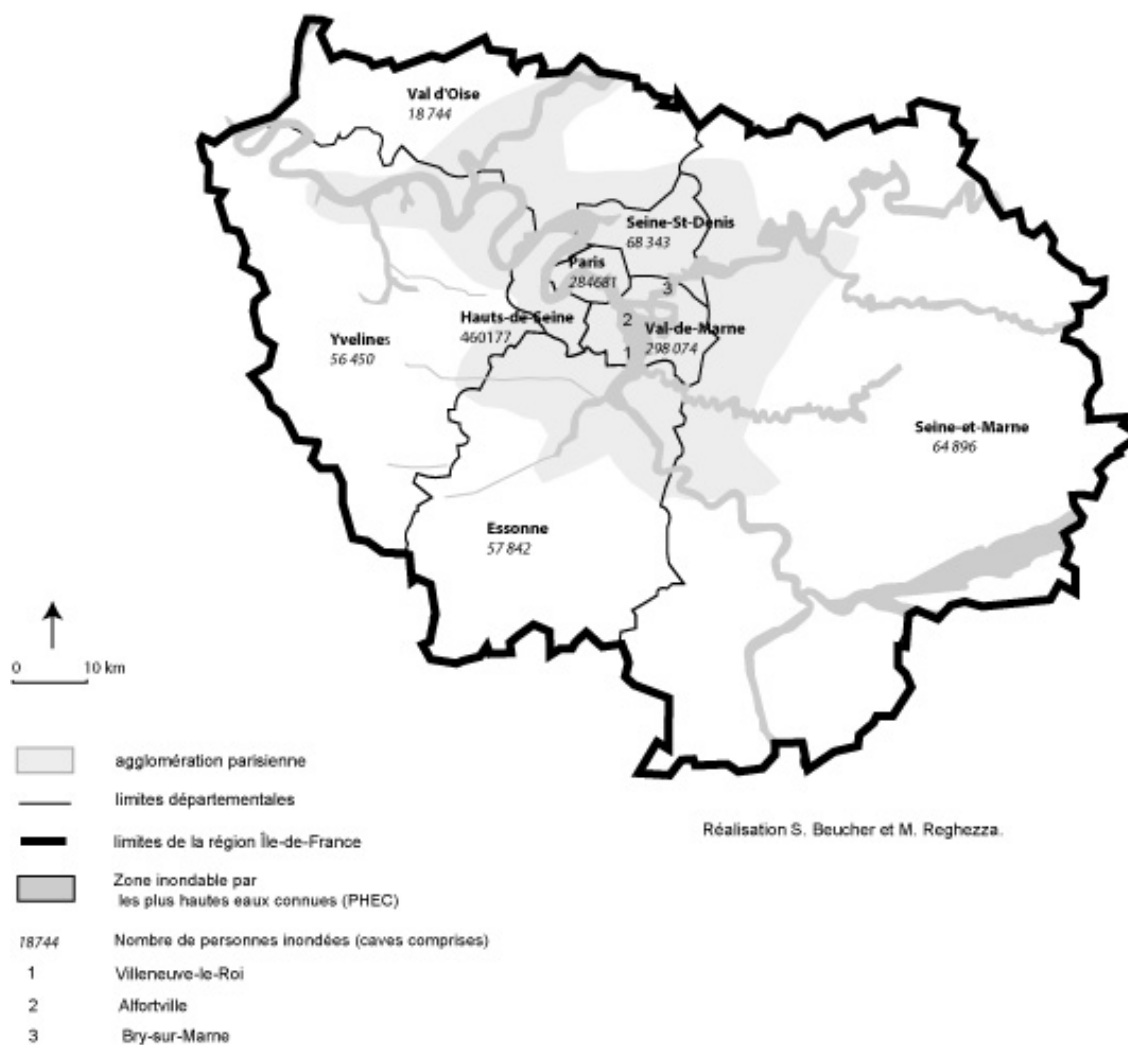 Val d'Oise
18 744
Seine-St-Denis
68 343
Paris
284681
3
Hauts-de-Seine
460177
2
Val-de-Marne
298 074
1
Yvelines
56 450
Seine-et-Marne
64 896
Essonne
57 842
0 10 km
agglomération parisienne
limites départementales
limites de la région Île-de-France
Zone inondable par
les plus hautes eaux connues (PHEC)
18744 Nombre de personnes inondées (caves comprises)
1 Villeneuve-le-Roi
2 Alfortville
3 Bry-sur-Marne
Réalisation S. Beucher et M. Reghezza.